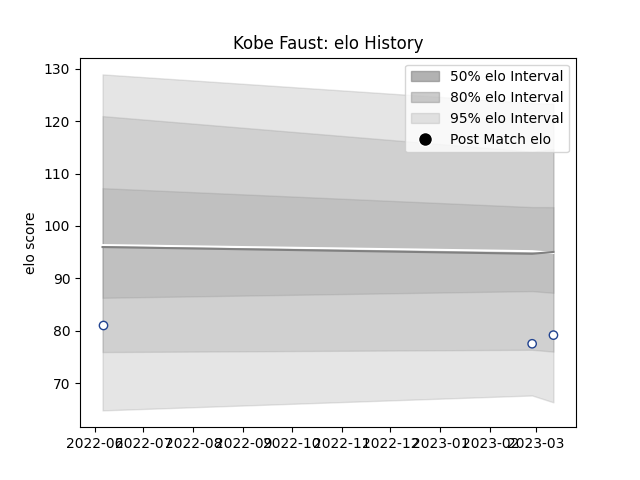 Kobe Faust: elo History
130
120
110
100
90
80
70
elo score
50% elo Interval
80% elo Interval
95% elo Interval
Post Match elo
2022-06 2022-07 2022-08 2022-09 2022-10 2022-11 2022-12 2023-01 2023-02 2023-03